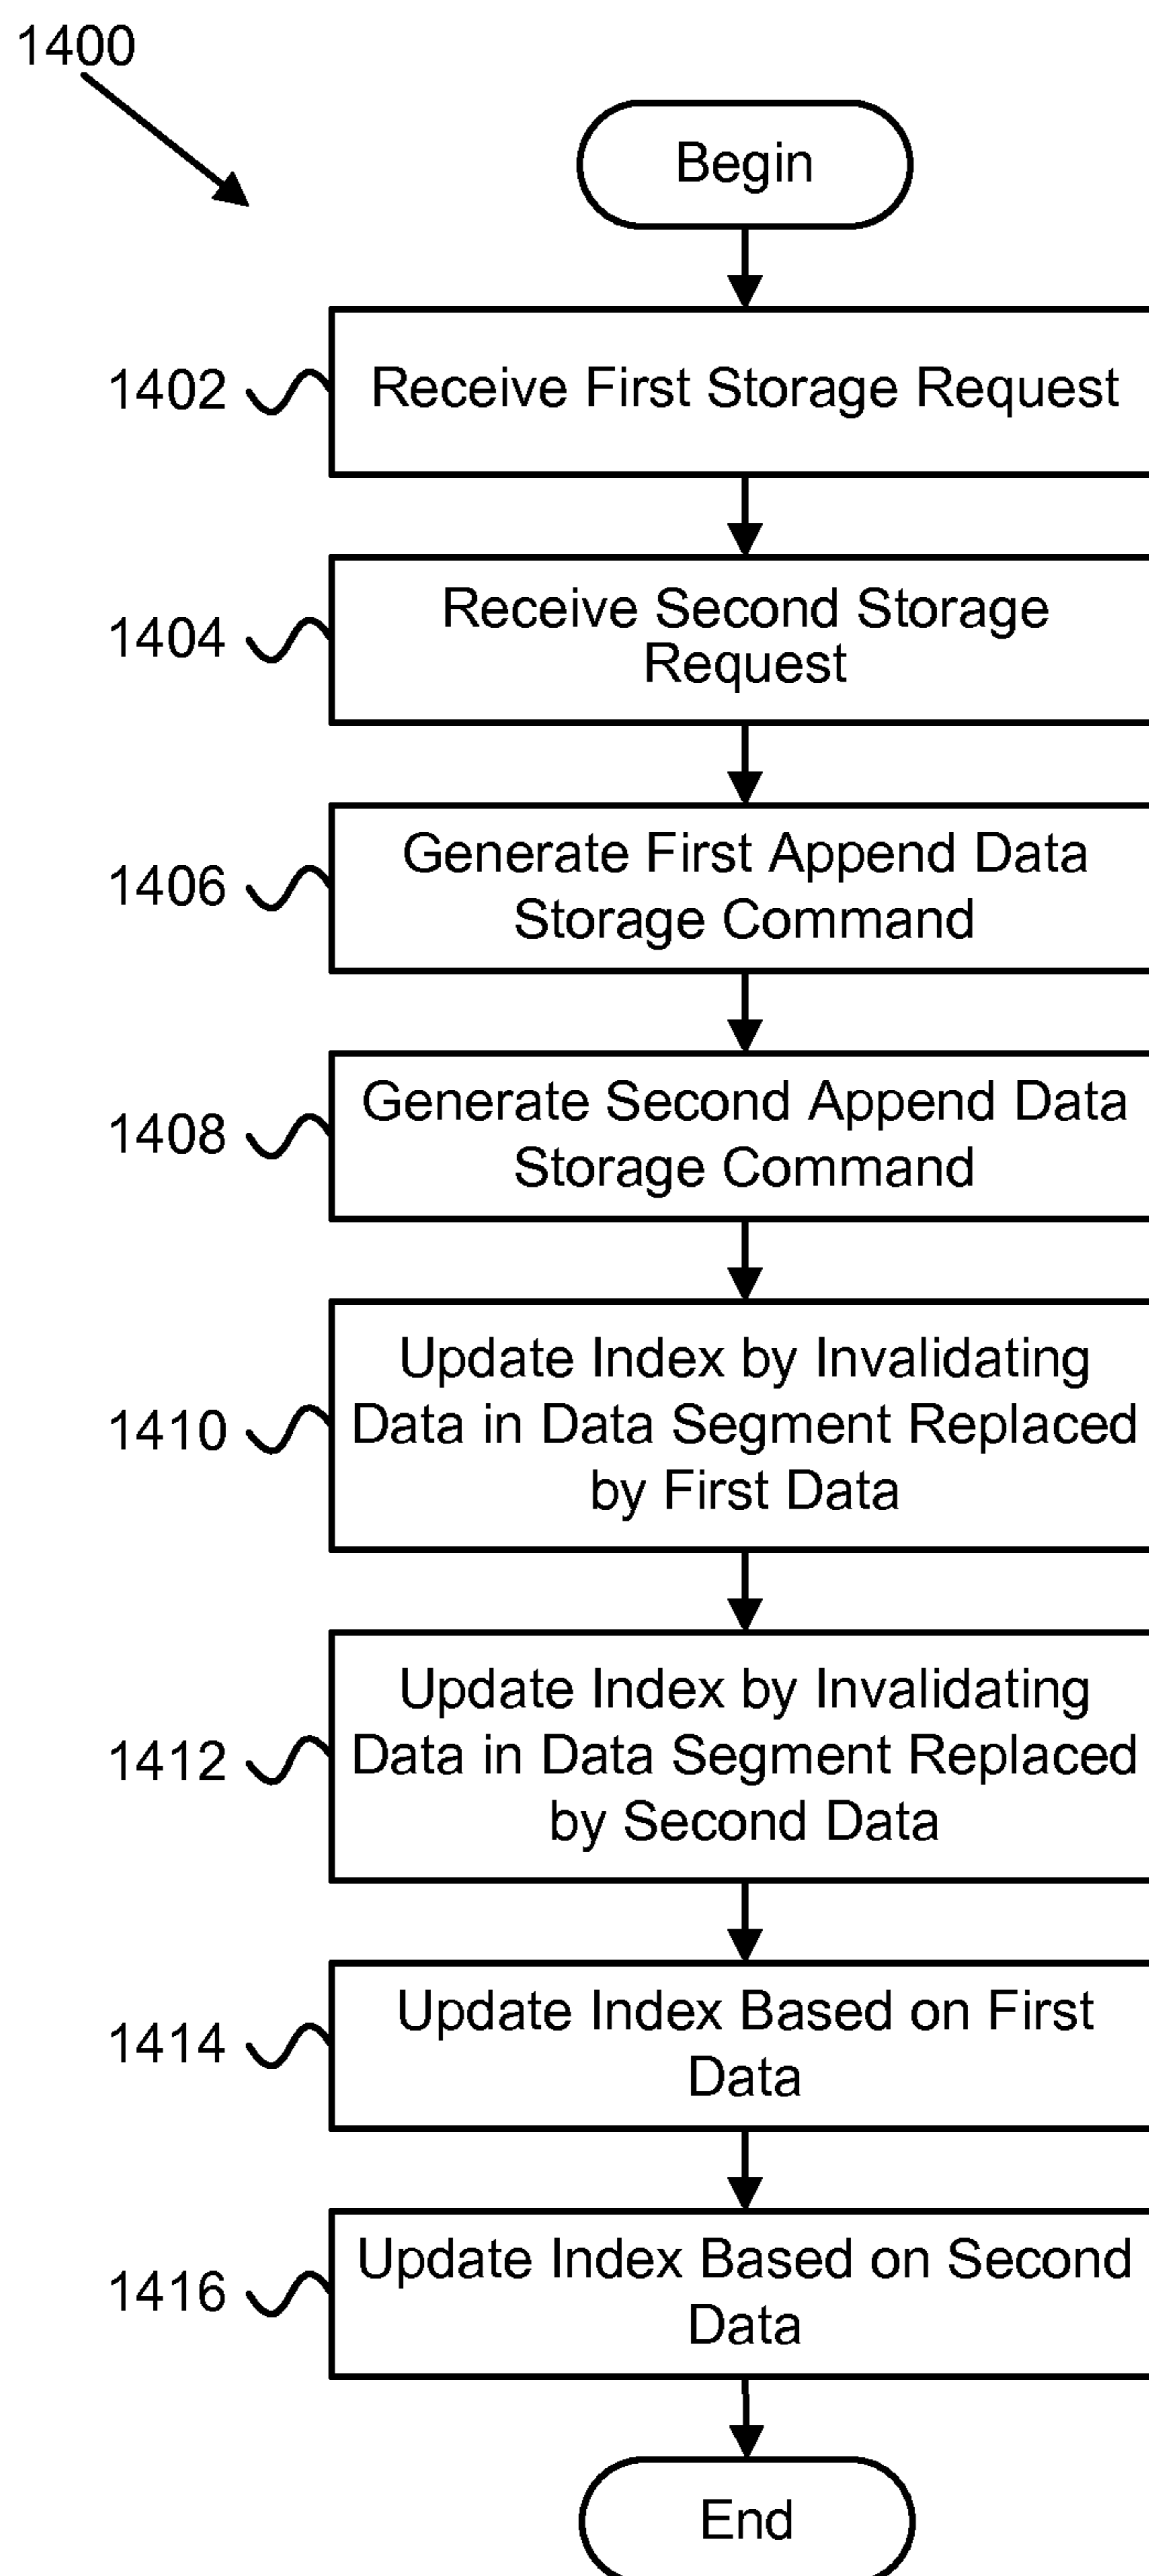 1400
Begin
1402
Receive First Storage Request
1404
Receive Second Storage
Request
1406
Generate First Append Data
Storage Command
1408
Generate Second Append Data
Storage Command
1410
Update Index by Invalidating
Data in Data Segment Replaced
by First Data
1412
Update Index by Invalidating
Data in Data Segment Replaced
by Second Data
1414
Update Index Based on First
Data
1416
Update Index Based on Second
Data
End